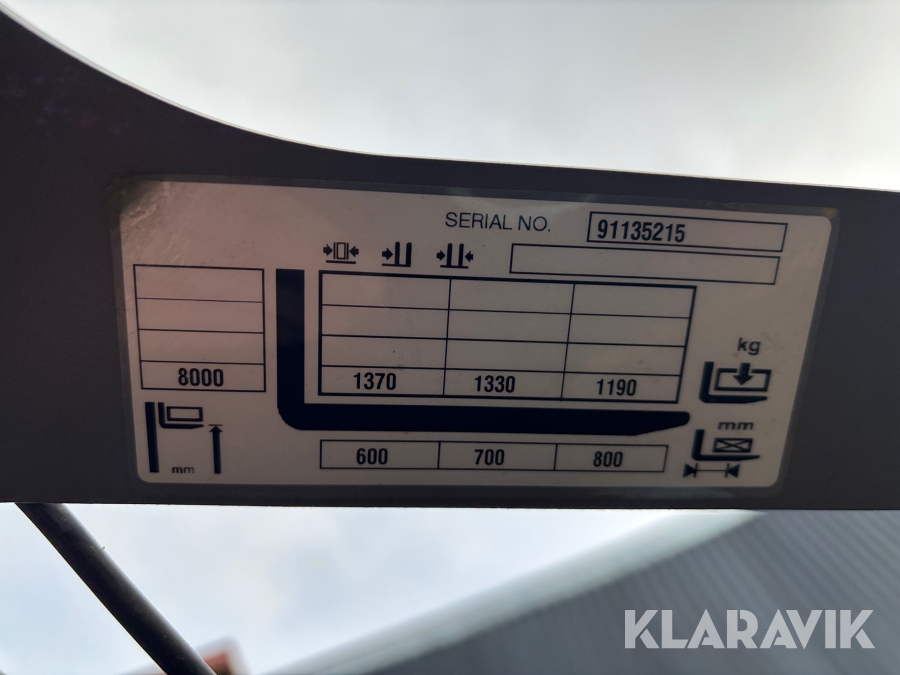 SERIAL NO. 91135215
kg
8000 1370 1330 1190
mm
600 700 800
mm
KLARAVIK